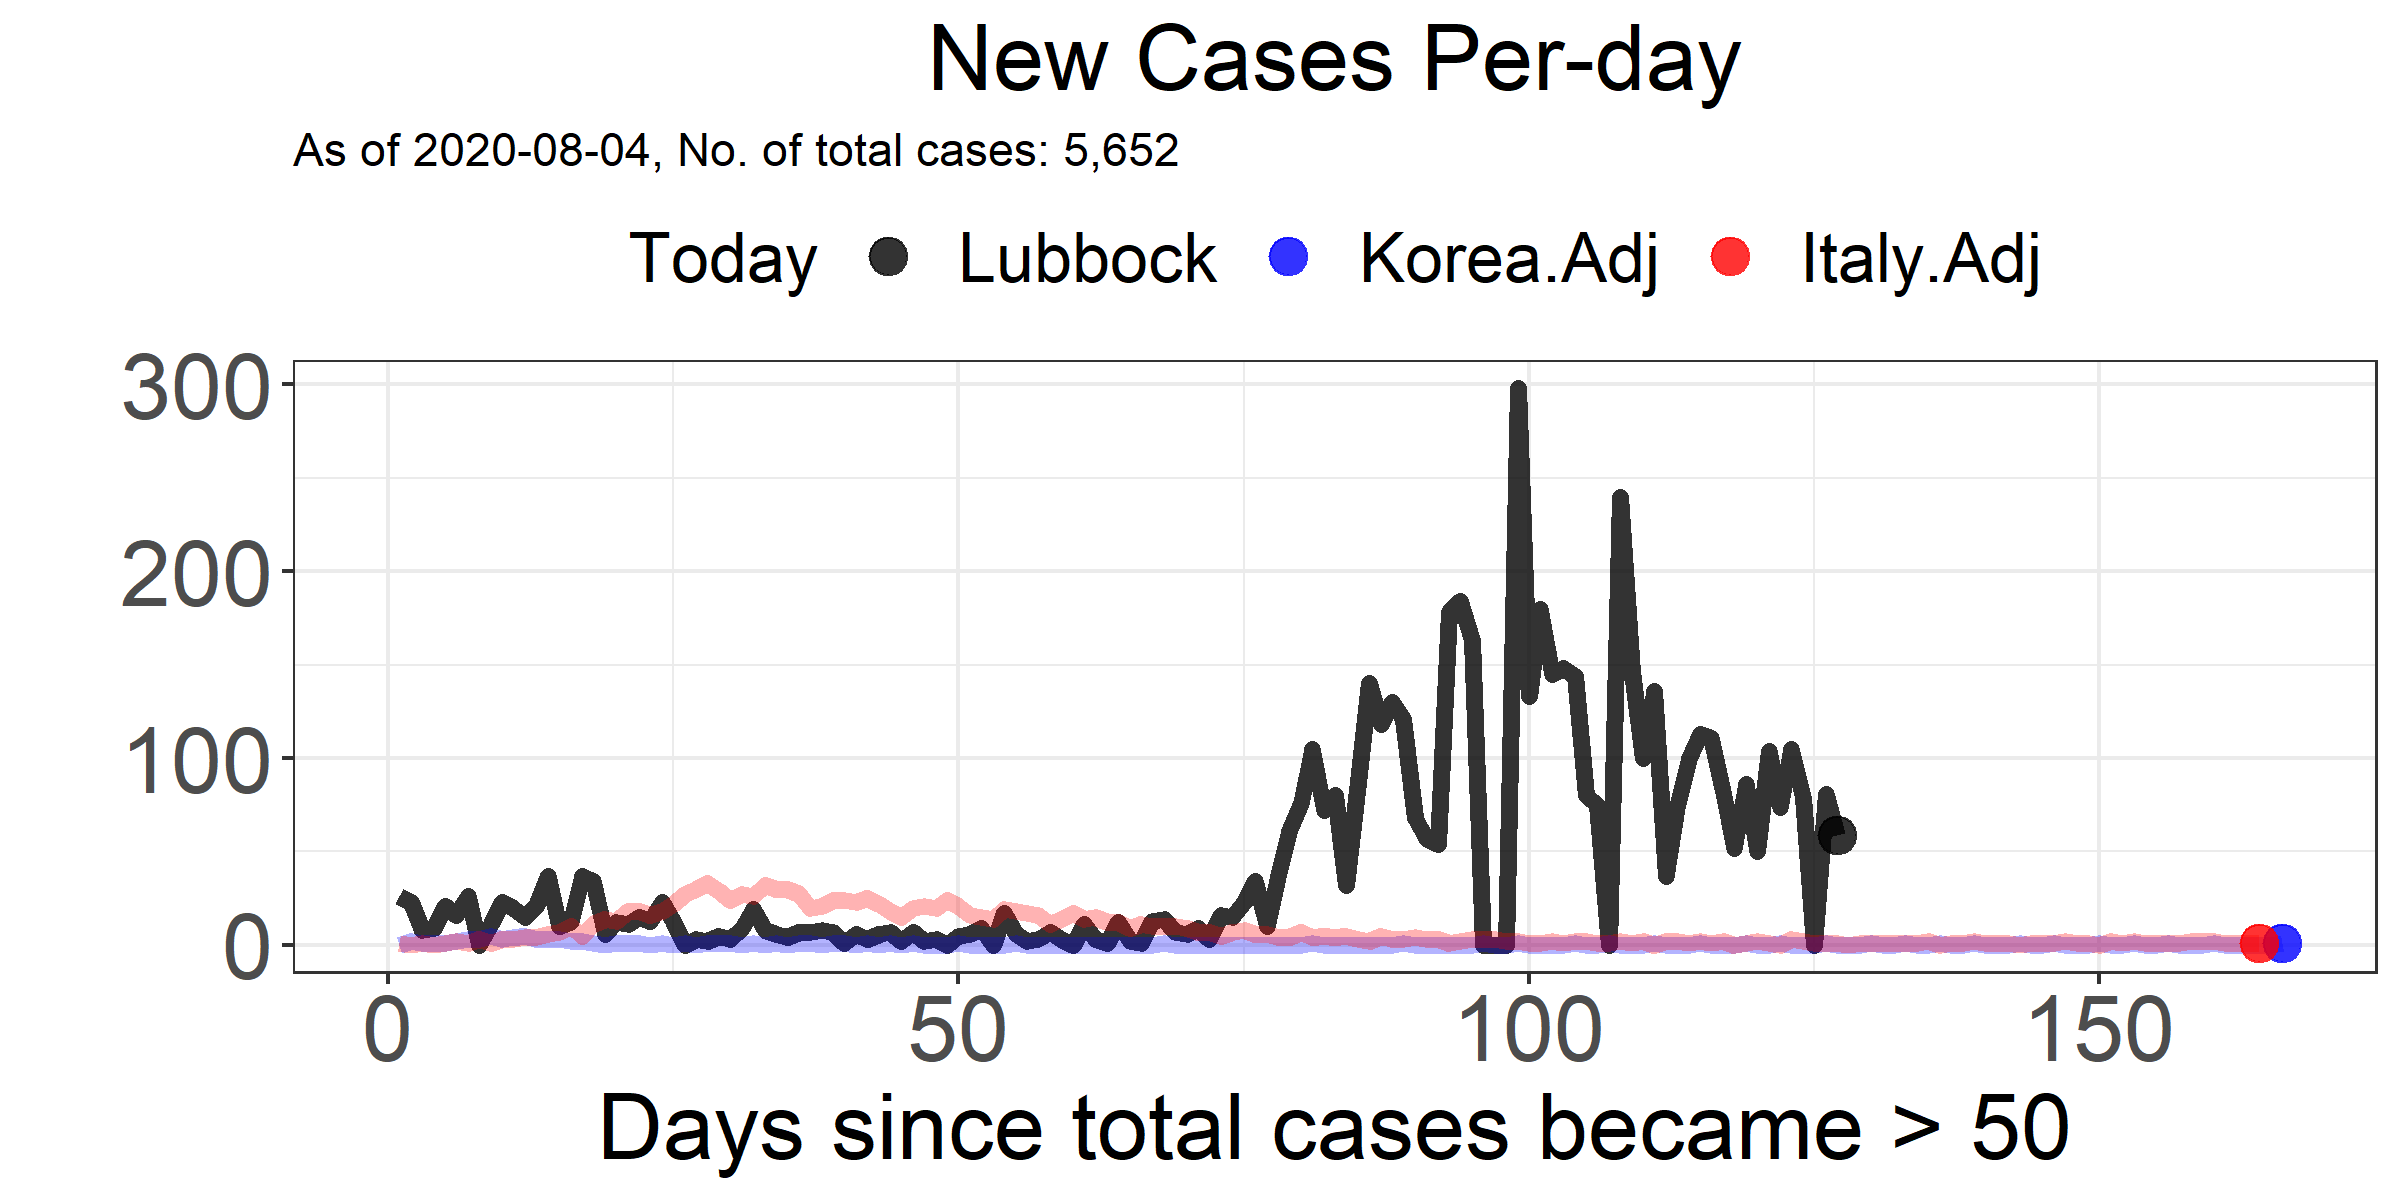 New Cases Per-day
As of 2020-08-04, No. of total cases: 5,652
Today Lubbock Korea.Adj Italy.Adj
300
200
100
0
0 50 100 150
Days since total cases became > 50